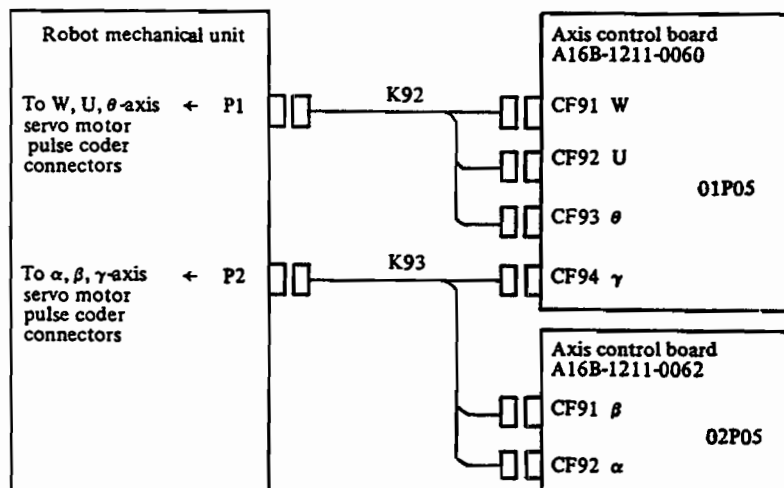 Robot mechanical unit
To W, U, θ-axis ← P1
servo motor
pulse coder
connectors
To α, β, γ-axis ← P2
servo motor
pulse coder
connectors
K92
K93
Axis control board
A16B-1211-0060
CF91 W
CF92 U
01P05
CF93 θ
CF94 γ
Axis control board
A16B-1211-0062
CF91 β
02P05
CF92 α